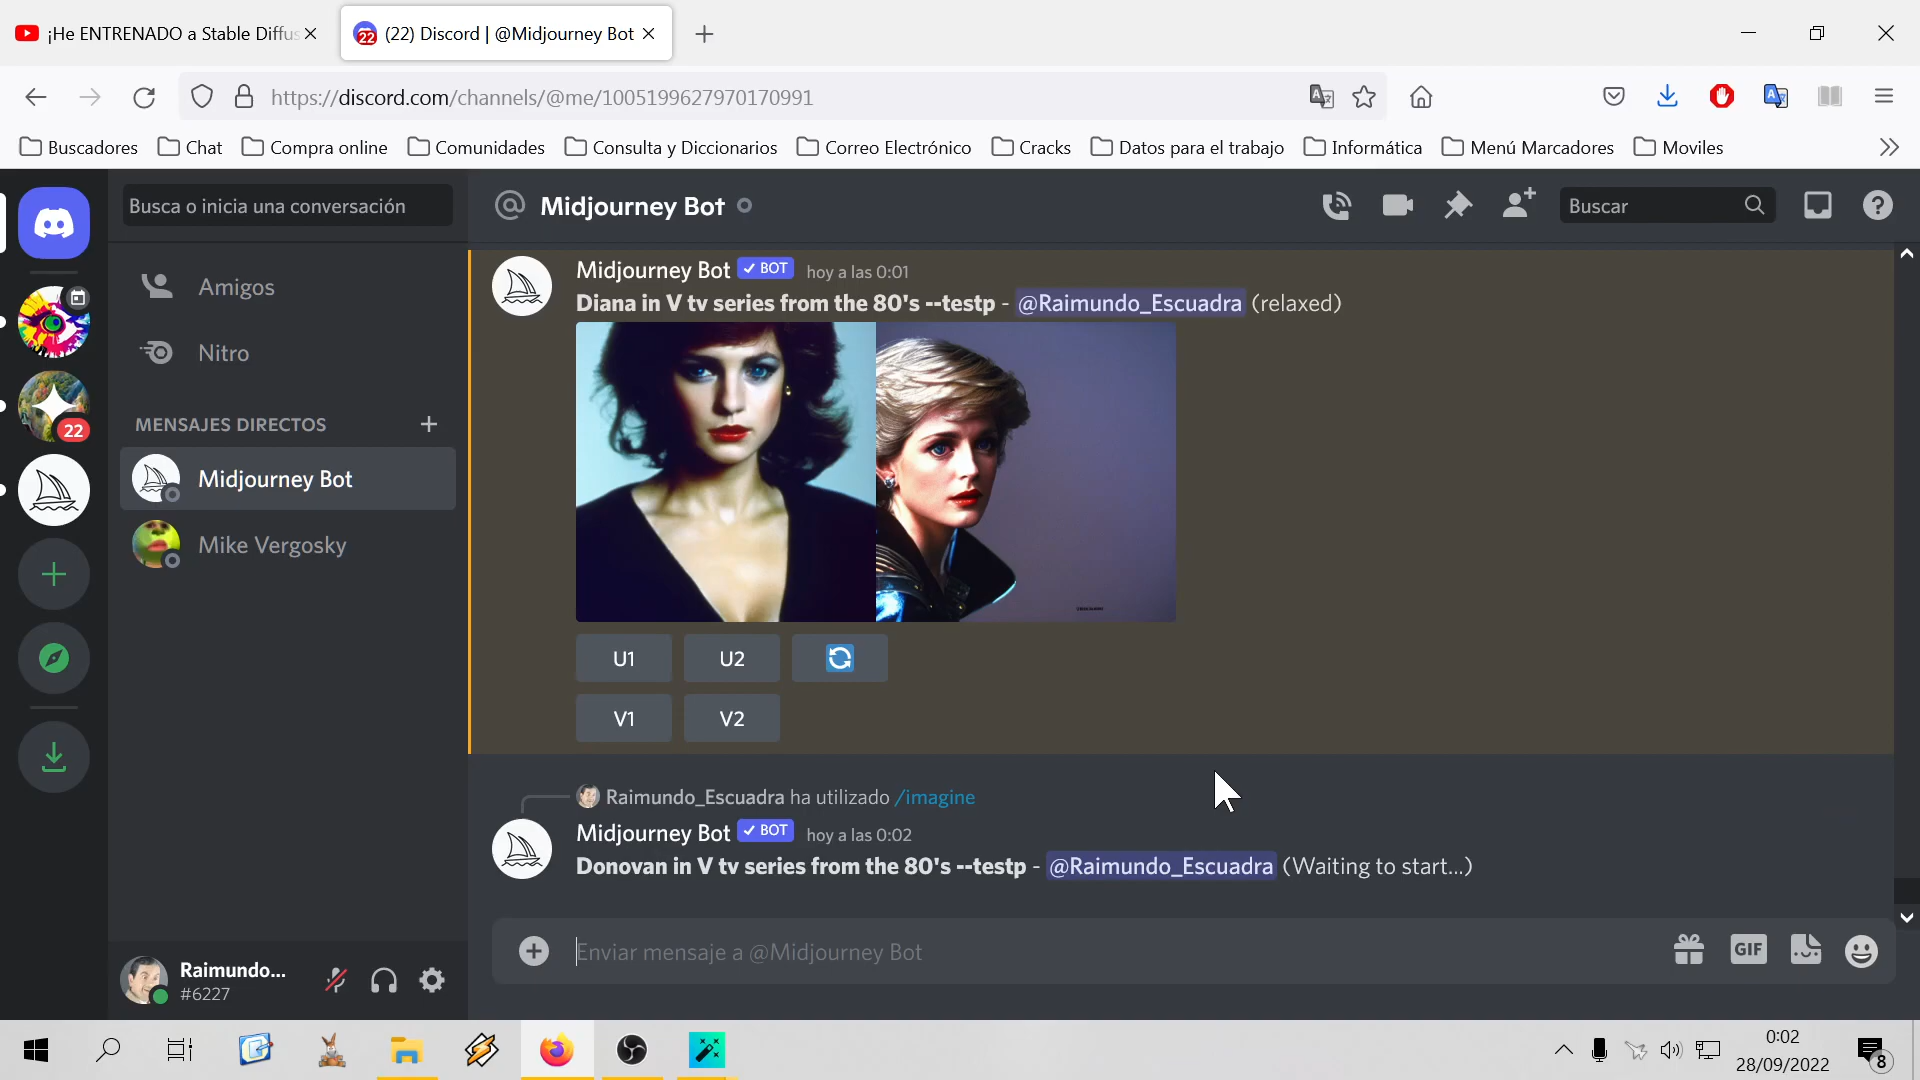 ¡He ENTRENADO a Stable Diffus
22
(22) Discord | @Midjourney Bot
https://discord.com/channels/@me/1005199627970170991
Buscadores
Chat
Compra online
Comunidades
Consulta y Diccionarios
Correo Electrónico
Cracks
Datos para el trabajo
Informática
Menú Marcadores
Moviles
Busca o inicia una conversación
Midjourney Bot
Buscar
Amigos
Nitro
MENSAJES DIRECTOS
22
Midjourney Bot
Mike Vergosky
Midjourney Bot ✓ BOT hoy a las 0:01
Diana in V tv series from the 80's --testp - @Raimundo_Escuadra (relaxed)
U1 U2
V1 V2
Raimundo_Escuadra ha utilizado /imagine
Midjourney Bot ✓ BOT hoy a las 0:02
Donovan in V tv series from the 80's --testp - @Raimundo_Escuadra (Waiting to start...)
Enviar mensaje a @Midjourney Bot
GIF
Raimundo...
#6227
0:02
28/09/2022
8